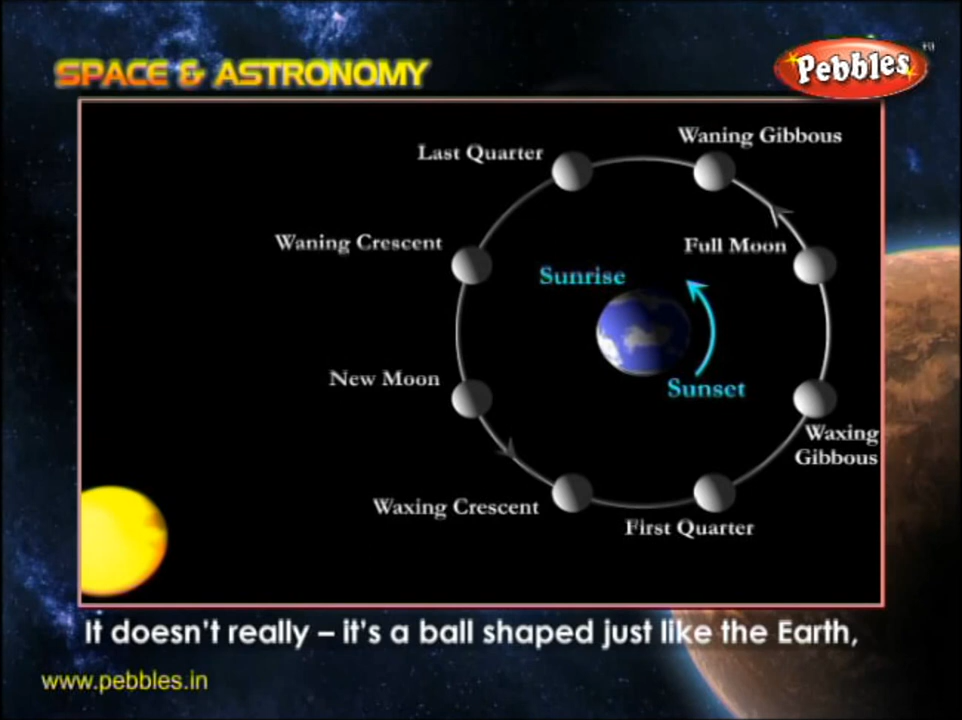 SPACE & ASTRONOMY
Pebbles
Waning Gibbous
Last Quarter
Waning Crescent
Full Moon
Sunrise
New Moon
Sunset
Waxing
Gibbous
Waxing Crescent
First Quarter
It doesn't really – it's a ball shaped just like the Earth,
www.pebbles.in